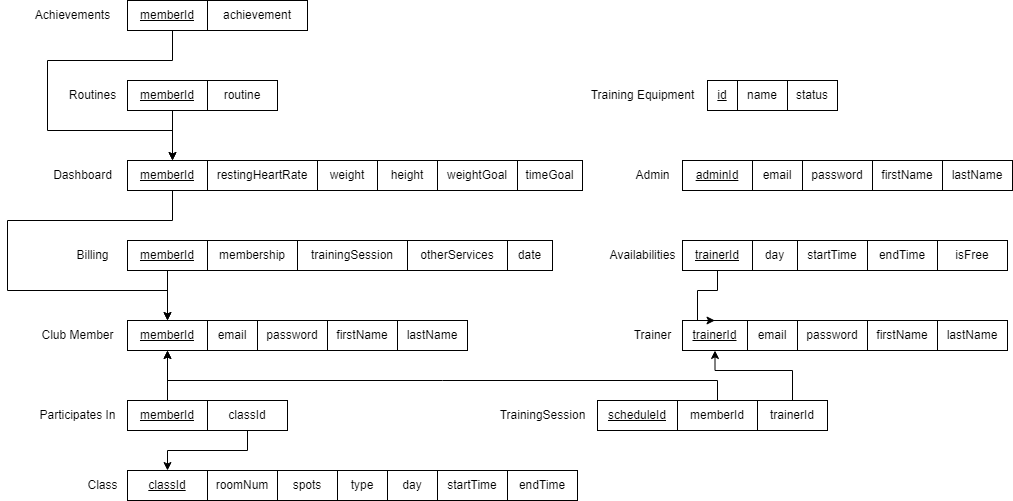 Achievements memberId achievement
Routines memberId routine
Training Equipment id name status
Dashboard memberId restingHeartRate weight height weightGoal timeGoal
Admin adminId email password firstName lastName
Billing memberId membership trainingSession otherServices date
Availabilities trainerId day startTime endTime isFree
Club Member memberId email password firstName lastName
Trainer trainerId email password firstName lastName
Participates In memberId classId
TrainingSession scheduleId memberId trainerId
Class classId roomNum spots type day startTime endTime